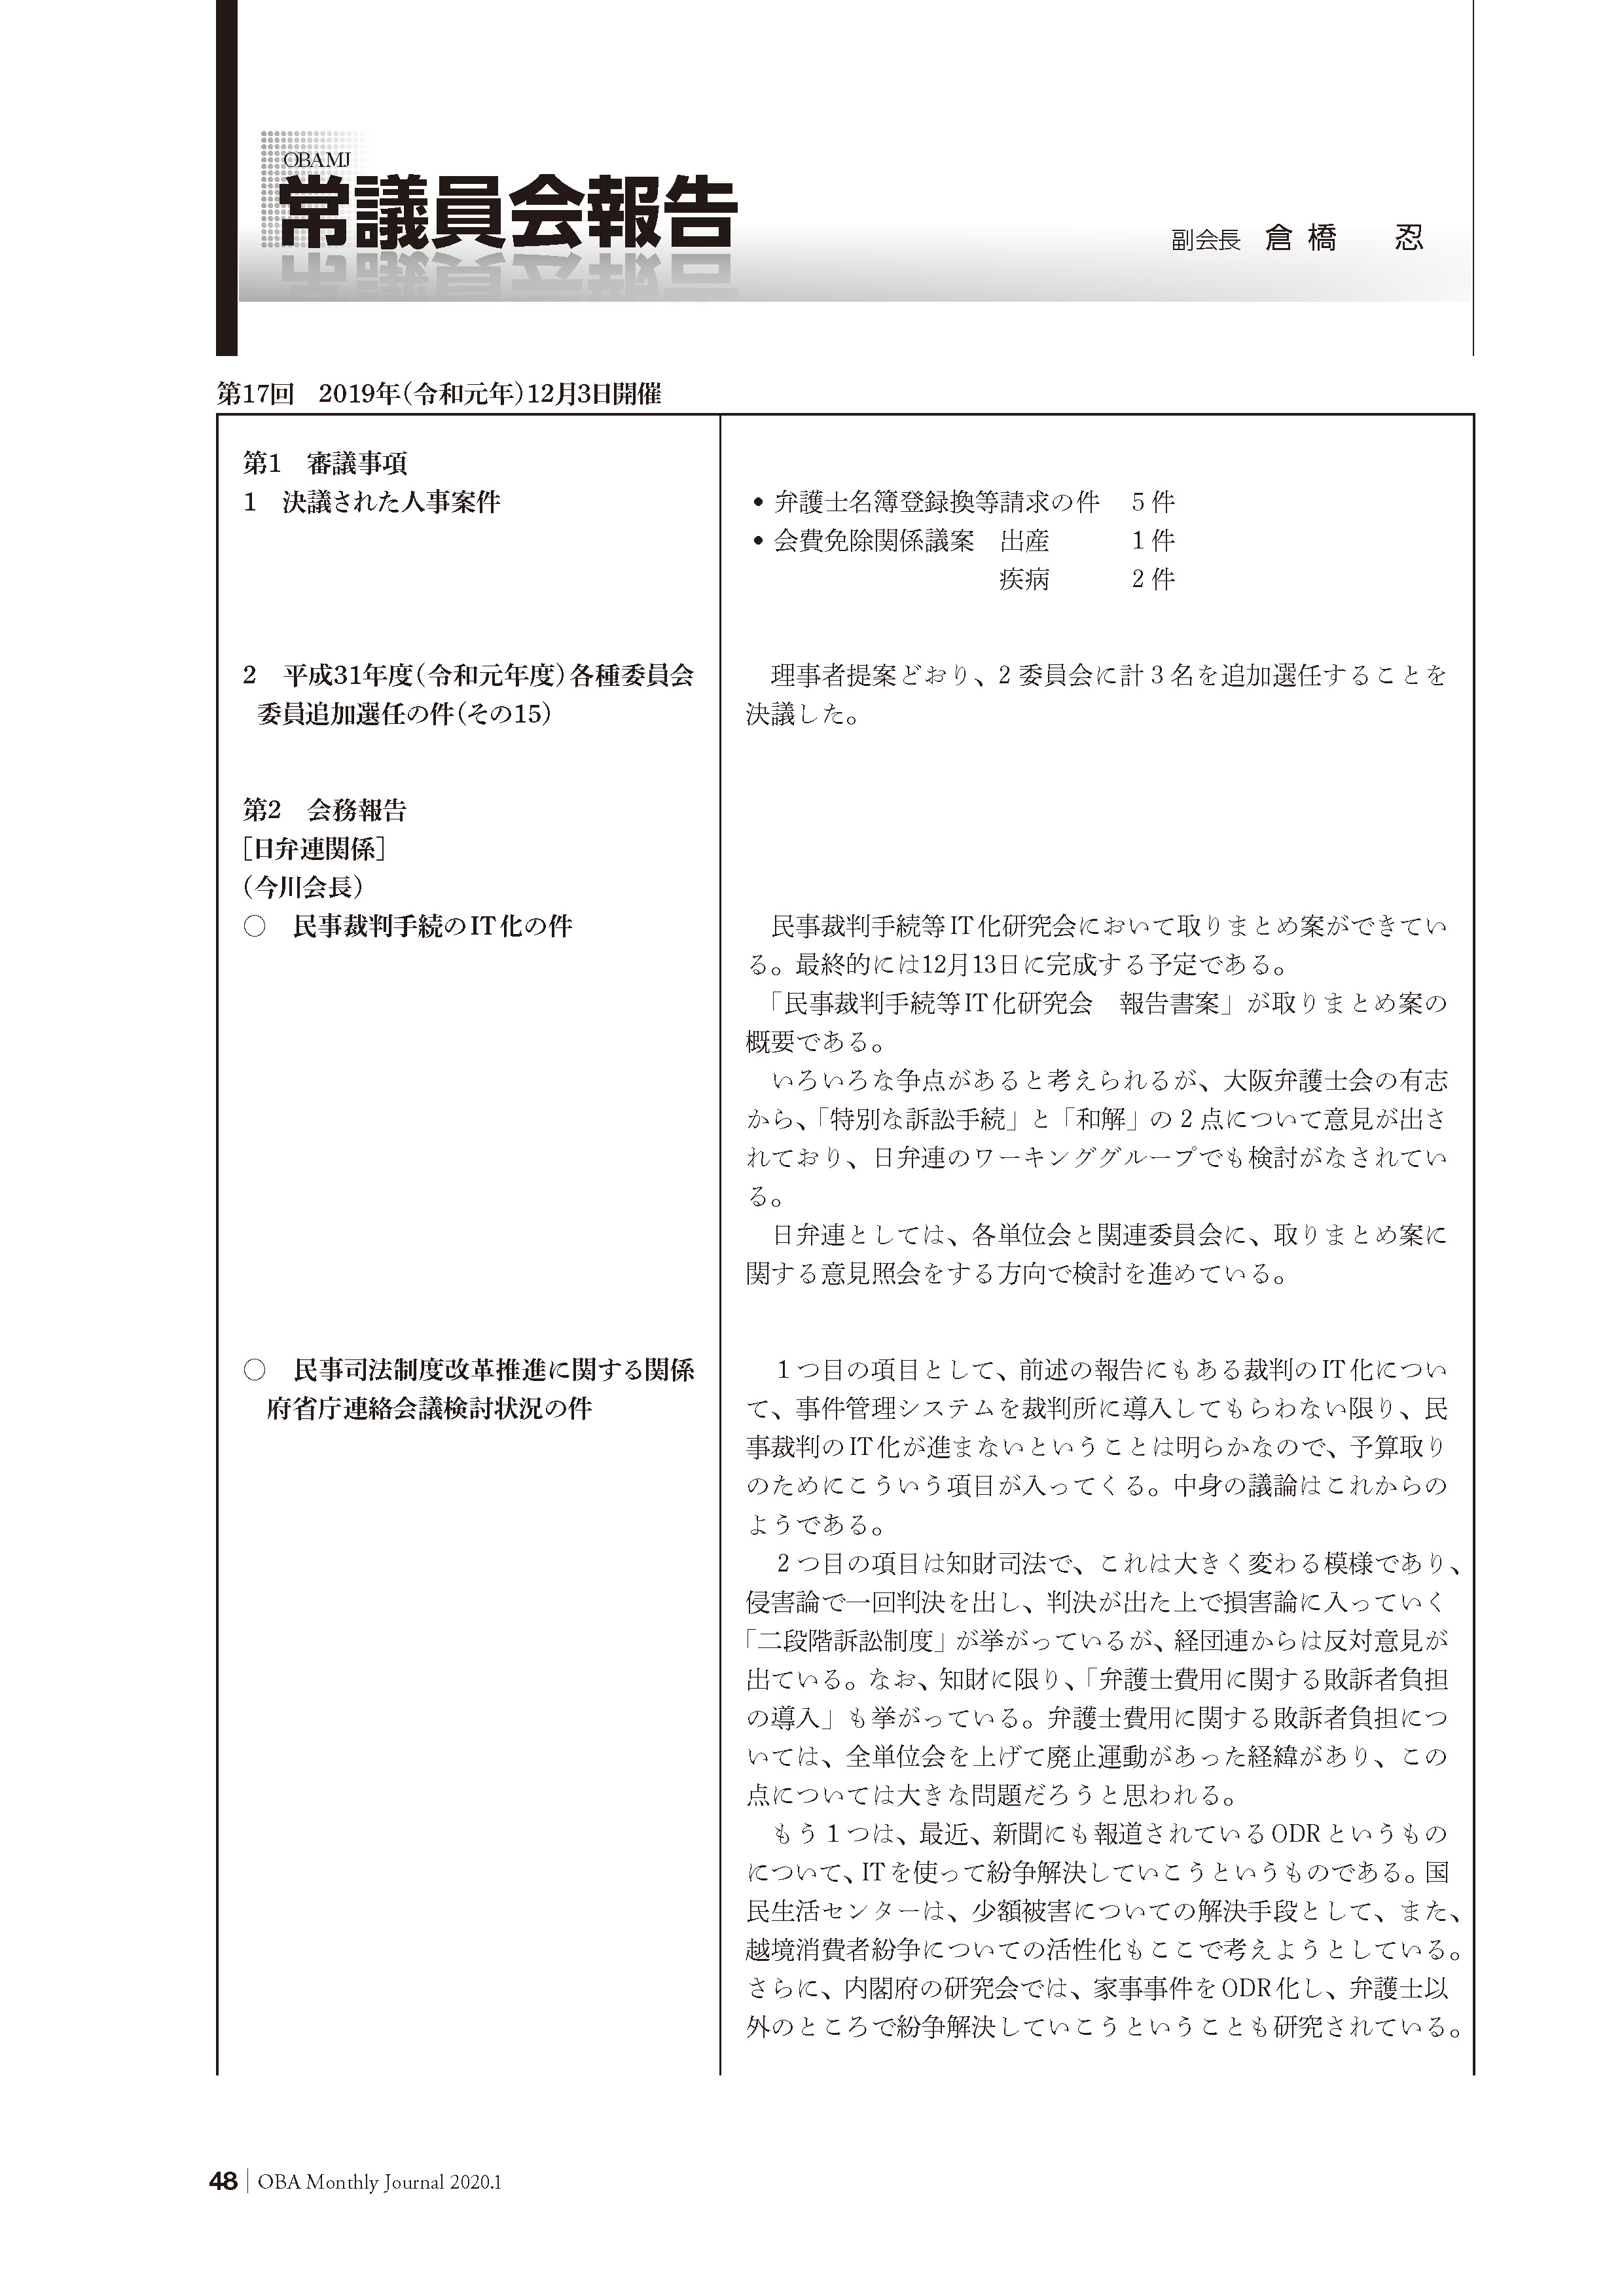 OBAMJ
常議員会報告
副会長　倉橋　忍
第17回　2019年(令和元年)12月3日開催
第1　審議事項
1　決議された人事案件
• 弁護士名簿登録換等請求の件　5件
• 会費免除関係議案　出産　1件
疾病　2件
2　平成31年度(令和元年度)各種委員会
委員追加選任の件(その15)
理事者提案どおり、2委員会に計3名を追加選任することを
決議した。
第2　会務報告
[日弁連関係]
(今川会長)
○　民事裁判手続のIT化の件
民事裁判手続等IT化研究会において取りまとめ案ができてい
る。最終的には12月13日に完成する予定である。
「民事裁判手続等IT化研究会　報告書案」が取りまとめ案の
概要である。
いろいろな争点があると考えられるが、大阪弁護士会の有志
から、「特別な訴訟手続」と「和解」の2点について意見が出さ
れており、日弁連のワーキンググループでも検討がなされてい
る。
日弁連としては、各単位会と関連委員会に、取りまとめ案に
関する意見照会をする方向で検討を進めている。
○　民事司法制度改革推進に関する関係
府省庁連絡会議検討状況の件
1つ目の項目として、前述の報告にもある裁判のIT化につい
て、事件管理システムを裁判所に導入してもらわない限り、民
事裁判のIT化が進まないということは明らかなので、予算取り
のためにこういう項目が入ってくる。中身の議論はこれからの
ようである。
2つ目の項目は知財司法で、これは大きく変わる模様であり、
侵害論で一回判決を出し、判決が出た上で損害論に入っていく
「二段階訴訟制度」が挙がっているが、経団連からは反対意見が
出ている。なお、知財に限り、「弁護士費用に関する敗訴者負担
の導入」も挙がっている。弁護士費用に関する敗訴者負担につ
いては、全単位会を上げて廃止運動があった経緯があり、この
点については大きな問題だろうと思われる。
もう1つは、最近、新聞にも報道されているODRというもの
について、ITを使って紛争解決していこうというものである。国
民生活センターは、少額被害についての解決手段として、また、
越境消費者紛争についての活性化もここで考えようとしている。
さらに、内閣府の研究会では、家事事件をODR化し、弁護士以
外のところで紛争解決していこうということも研究されている。
48 OBA Monthly Journal 2020.1